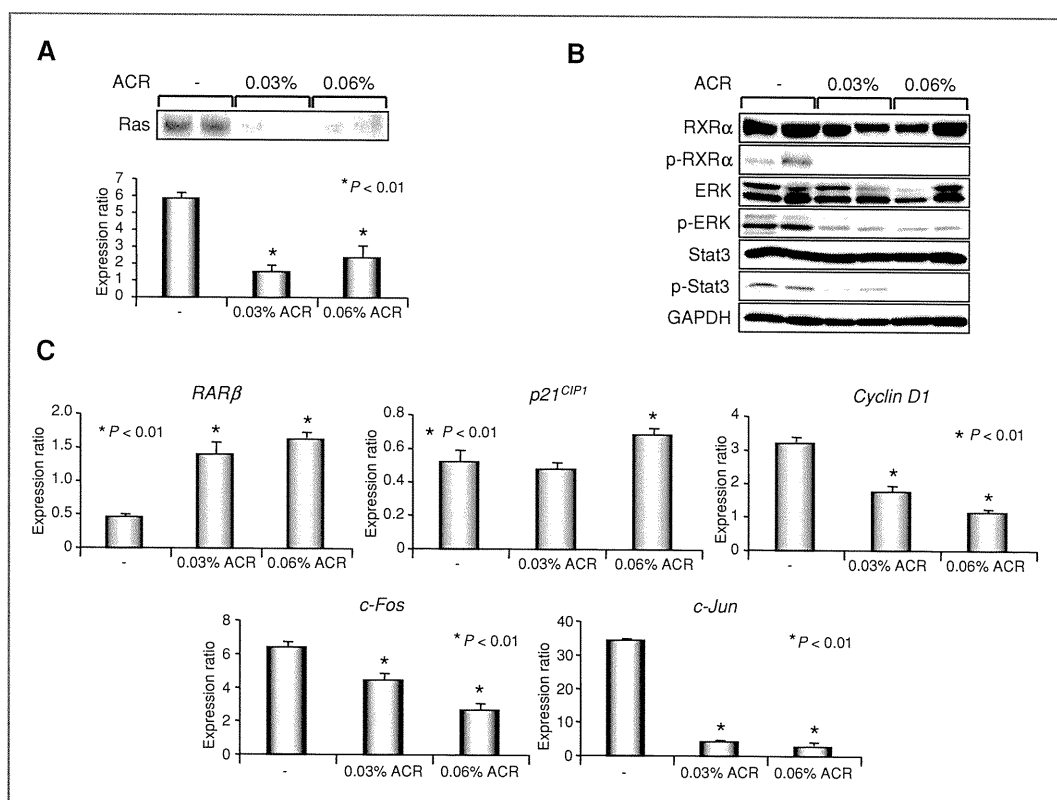 A
ACR - 0.03% 0.06%
Ras
Expression ratio
7
6
5
4
3
2
1
0
* P < 0.01
*
*
- 0.03% ACR 0.06% ACR
B
ACR - 0.03% 0.06%
RXRα
p-RXRα
ERK
p-ERK
Stat3
p-Stat3
GAPDH
C
RARβ
Expression ratio
2.0
1.5
1.0
0.5
0
* P < 0.01
*
*
- 0.03% ACR 0.06% ACR
p21CIP1
Expression ratio
0.8
0.6
0.4
0.2
0
* P < 0.01
*
- 0.03% ACR 0.06% ACR
Cyclin D1
Expression ratio
4
3
2
1
0
* P < 0.01
*
*
- 0.03% ACR 0.06% ACR
c-Fos
Expression ratio
8
6
4
2
0
* P < 0.01
*
*
- 0.03% ACR 0.06% ACR
c-Jun
Expression ratio
40
30
20
10
0
* P < 0.01
*
*
- 0.03% ACR 0.06% ACR